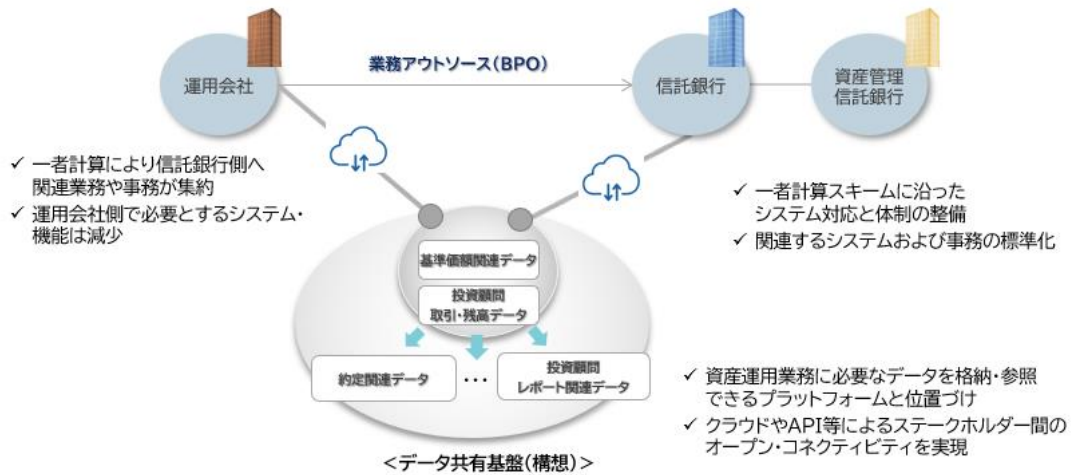 運用会社
業務アウトソース(BPO)
信託銀行
資産管理
信託銀行
✓ 一者計算により信託銀行側へ
関連業務や事務が集約
✓ 運用会社側で必要とするシステム・
機能は減少
✓ 一者計算スキームに沿った
システム対応と体制の整備
✓ 関連するシステムおよび事務の標準化
基準価額関連データ
投資顧問
取引・残高データ
約定関連データ
・・・
投資顧問
レポート関連データ
✓ 資産運用業務に必要なデータを格納・参照
できるプラットフォームと位置づけ
✓ クラウドやAPI等によるステークホルダー間の
オープン・コネクティビティを実現
<データ共有基盤(構想)>